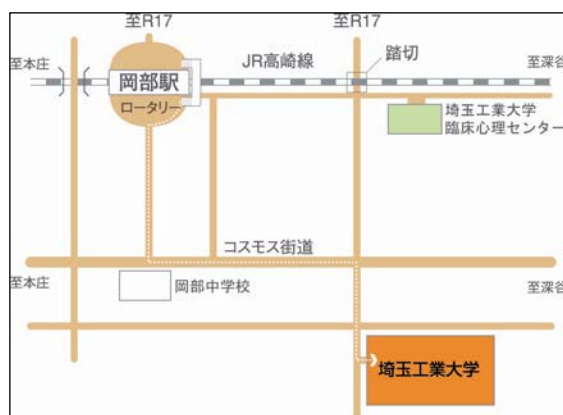 至R17
至R17
至本庄
JR高崎線
踏切
至深谷
岡部駅
ロータリー
埼玉工業大学
臨床心理センター
コスモス街道
至本庄
岡部中学校
至深谷
埼玉工業大学